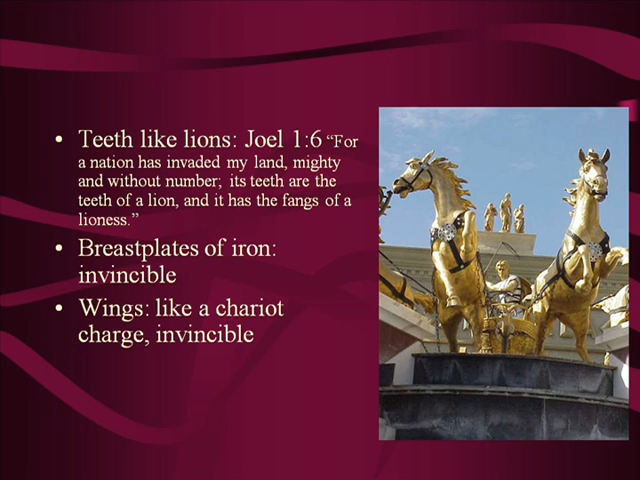 • Teeth like lions: Joel 1:6 “For
a nation has invaded my land, mighty
and without number; its teeth are the
teeth of a lion, and it has the fangs of a
lioness.”
• Breastplates of iron:
invincible
• Wings: like a chariot
charge, invincible